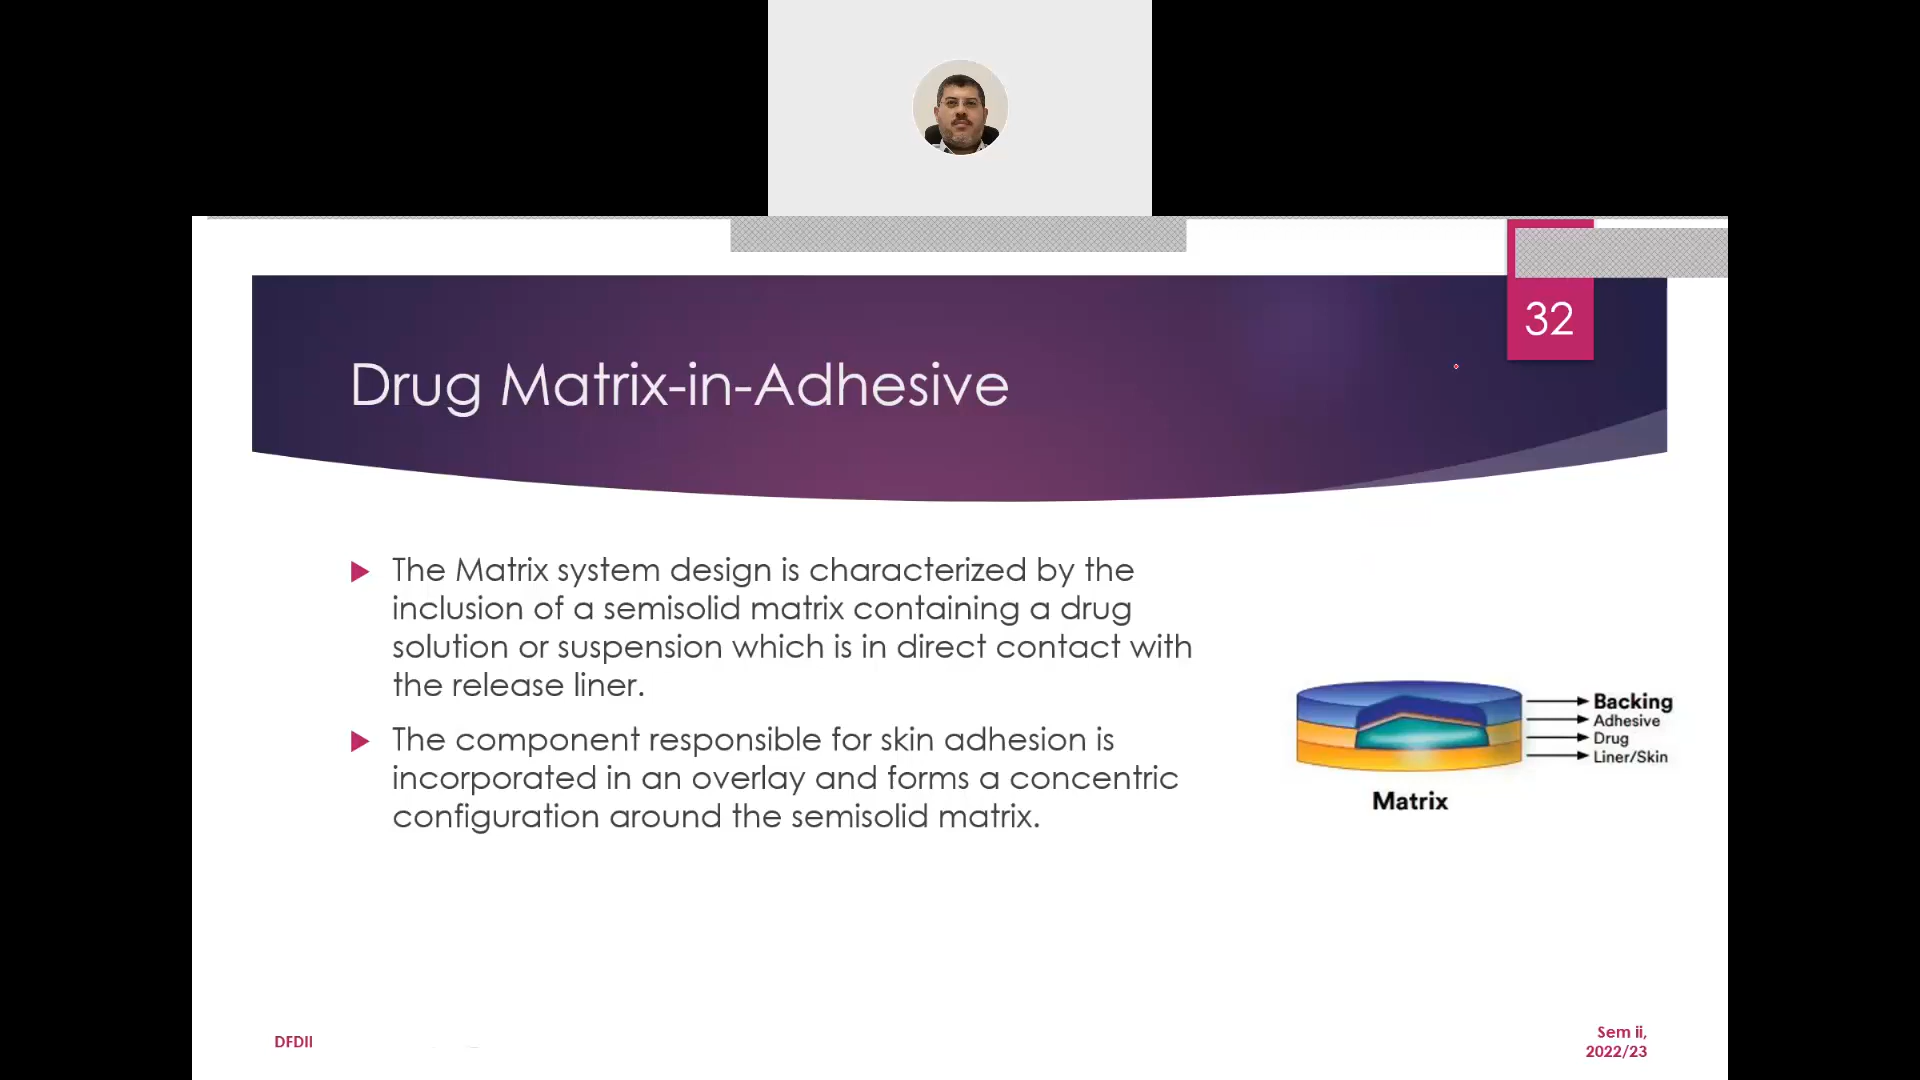 32
Drug Matrix-in-Adhesive
The Matrix system design is characterized by the
inclusion of a semisolid matrix containing a drug
solution or suspension which is in direct contact with
the release liner.
The component responsible for skin adhesion is
incorporated in an overlay and forms a concentric
configuration around the semisolid matrix.
Backing
Adhesive
Drug
Liner/Skin
Matrix
DFDII
Sem ii,
2022/23